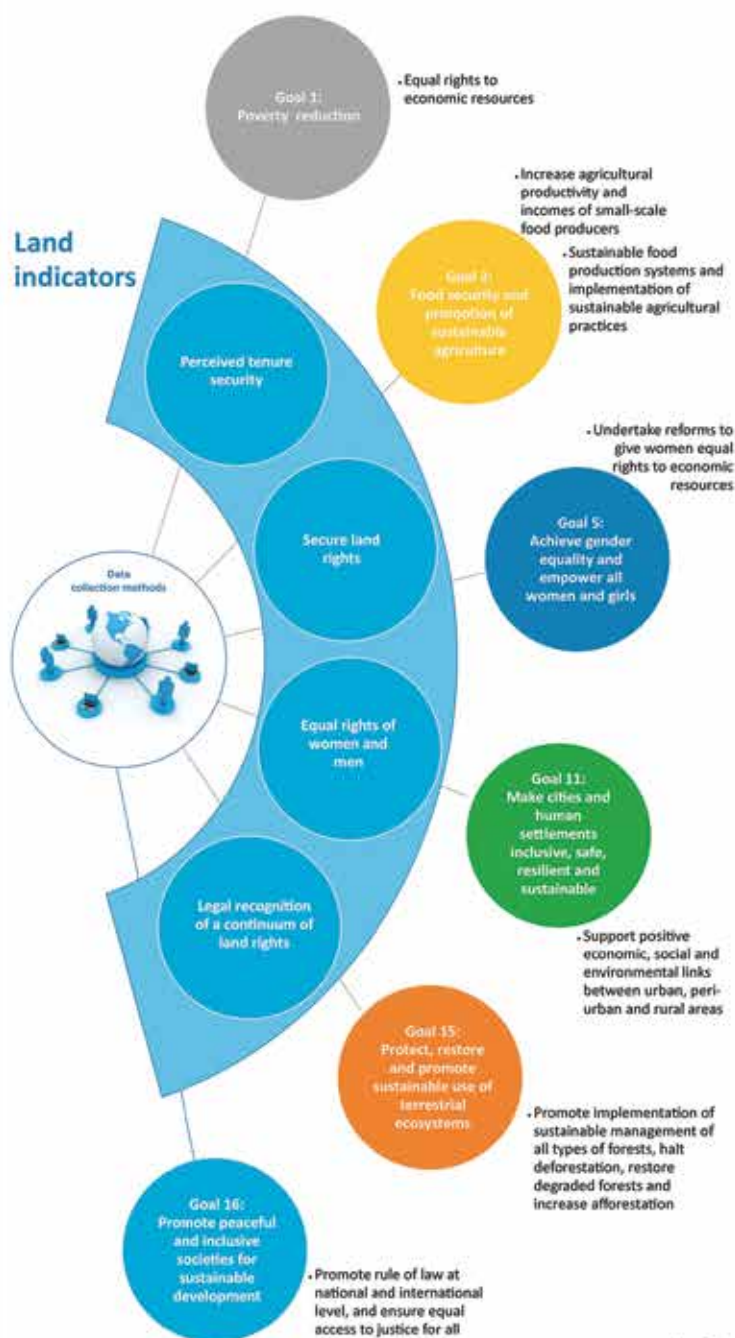 Goal 1:
Poverty reduction
• Equal rights to
economic resources
Land
indicators
• Increase agricultural
productivity and
incomes of small-scale
food producers
Goal 2:
Food security and
promotion of
sustainable
agriculture
• Sustainable food
production systems and
implementation of
sustainable agricultural
practices
Perceived tenure
security
• Undertake reforms to
give women equal
rights to economic
resources
Secure land
rights
Goal 5:
Achieve gender
equality and
empower all
women and girls
Data
collection methods
Equal rights of
women and
men
Goal 11:
Make cities and
human
settlements
inclusive, safe,
resilient and
sustainable
Legal recognition
of a continuum of
land rights
• Support positive
economic, social and
environmental links
between urban, peri-
urban and rural areas
Goal 15:
Protect, restore
and promote
sustainable use of
terrestrial
ecosystems
• Promote implementation of
sustainable management of
all types of forests, halt
deforestation, restore
degraded forests and
increase afforestation
Goal 16:
Promote peaceful
and inclusive
societies for
sustainable
development
• Promote rule of law at
national and international
level, and ensure equal
access to justice for all